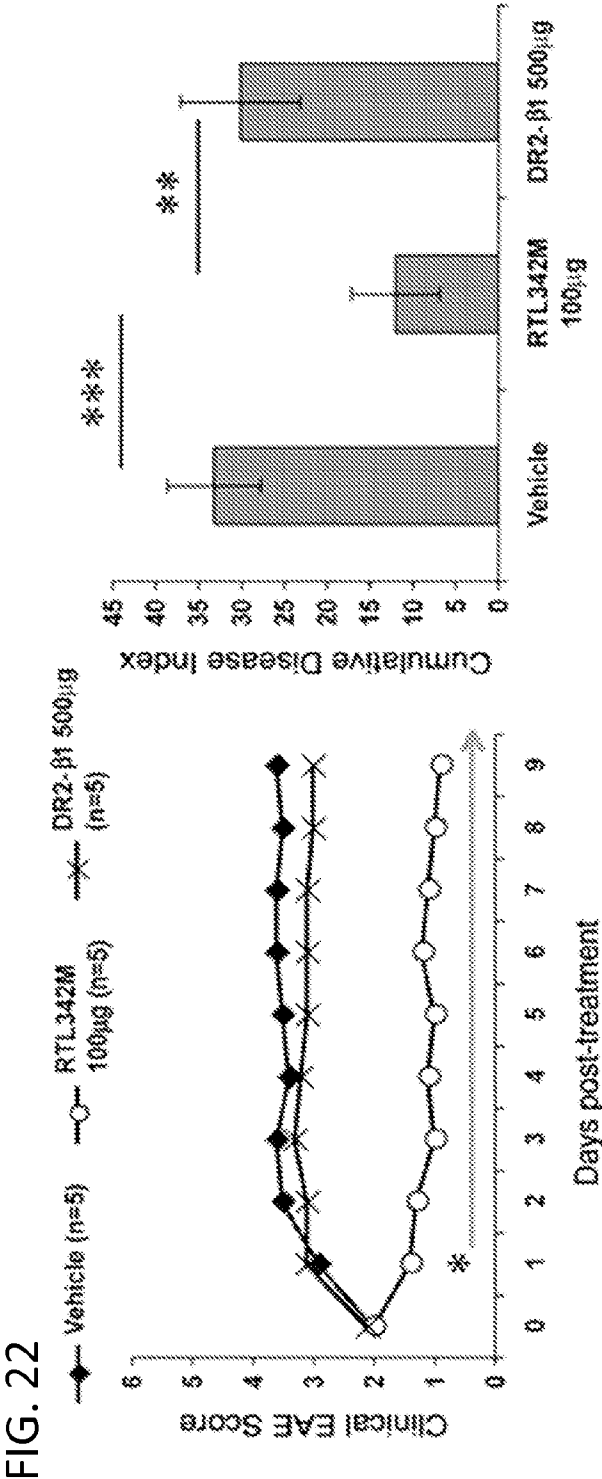 FIG. 22
Vehicle (n=5)
RTL342M
100µg (n=5)
DR2-β1 500µg
(n=5)
Clinical EAE Score
6
5
4
3
2
1
0
*
0 1 2 3 4 5 6 7 8 9
Days post-treatment
Cumulative Disease Index
45
40
35
30
25
20
15
10
5
0
***
**
Vehicle
RTL342M
100µg
DR2-β1 500µg